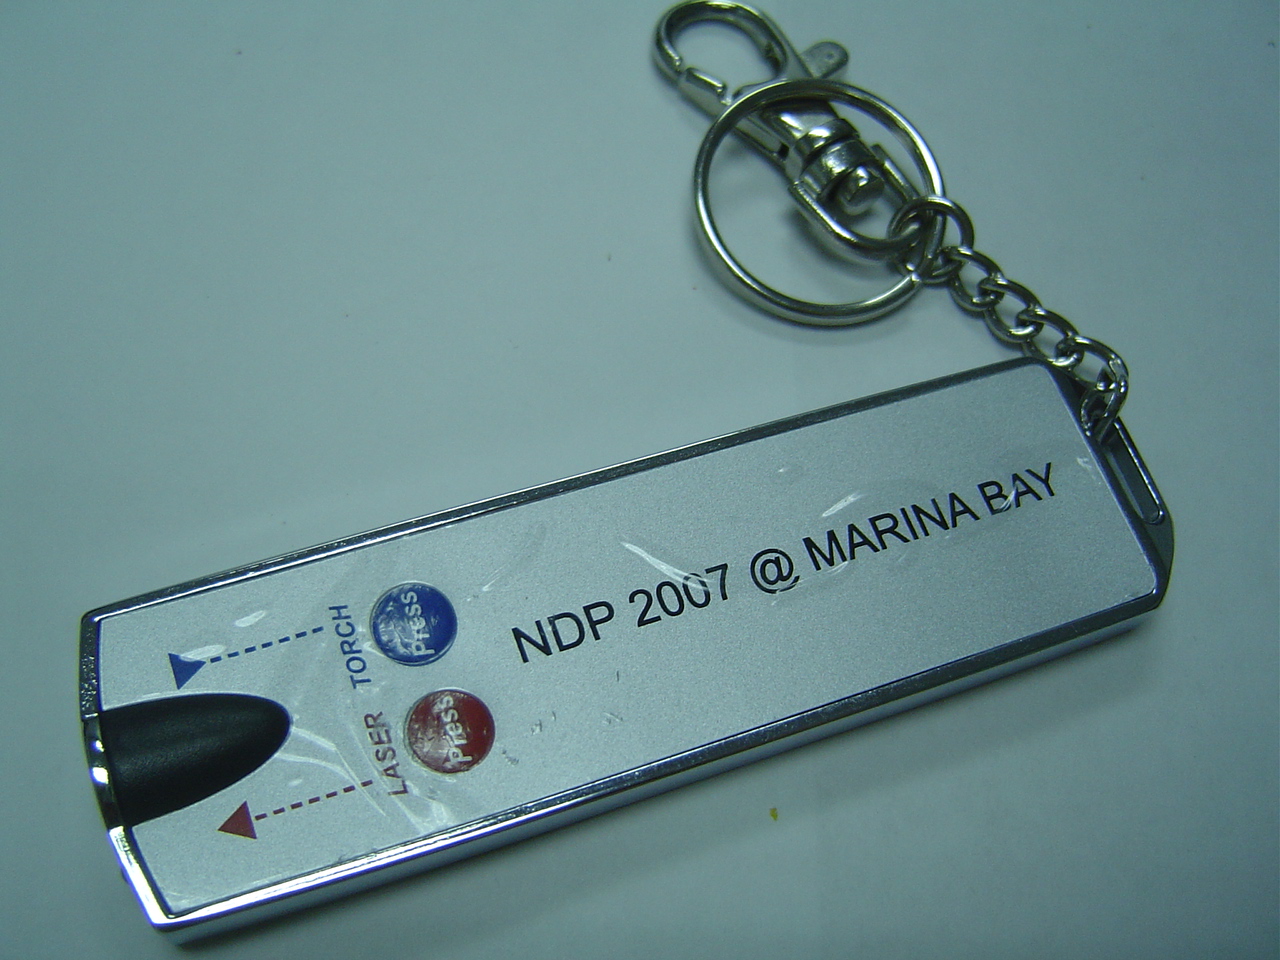 TORCH
Press
LASER
Press
NDP 2007 @ MARINA BAY